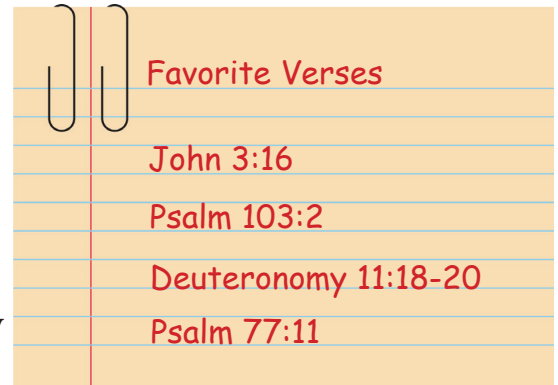 Favorite Verses
John 3:16
Psalm 103:2
Deuteronomy 11:18-20
Psalm 77:11